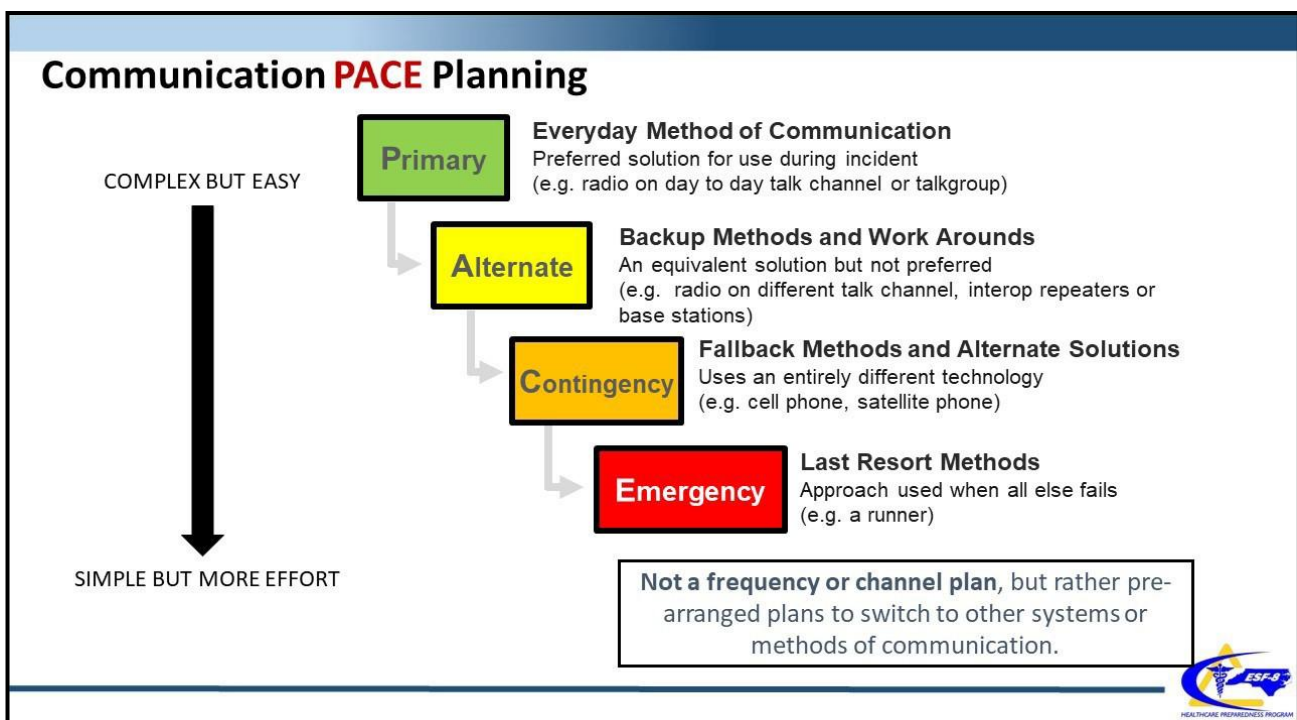 Communication PACE Planning
COMPLEX BUT EASY
SIMPLE BUT MORE EFFORT
Primary
Everyday Method of Communication
Preferred solution for use during incident
(e.g. radio on day to day talk channel or talkgroup)
Alternate
Backup Methods and Work Arounds
An equivalent solution but not preferred
(e.g. radio on different talk channel, interop repeaters or
base stations)
Contingency
Fallback Methods and Alternate Solutions
Uses an entirely different technology
(e.g. cell phone, satellite phone)
Emergency
Last Resort Methods
Approach used when all else fails
(e.g. a runner)
Not a frequency or channel plan, but rather pre-
arranged plans to switch to other systems or
methods of communication.
ESF-8
HEALTHCARE PREPAREDNESS PROGRAM